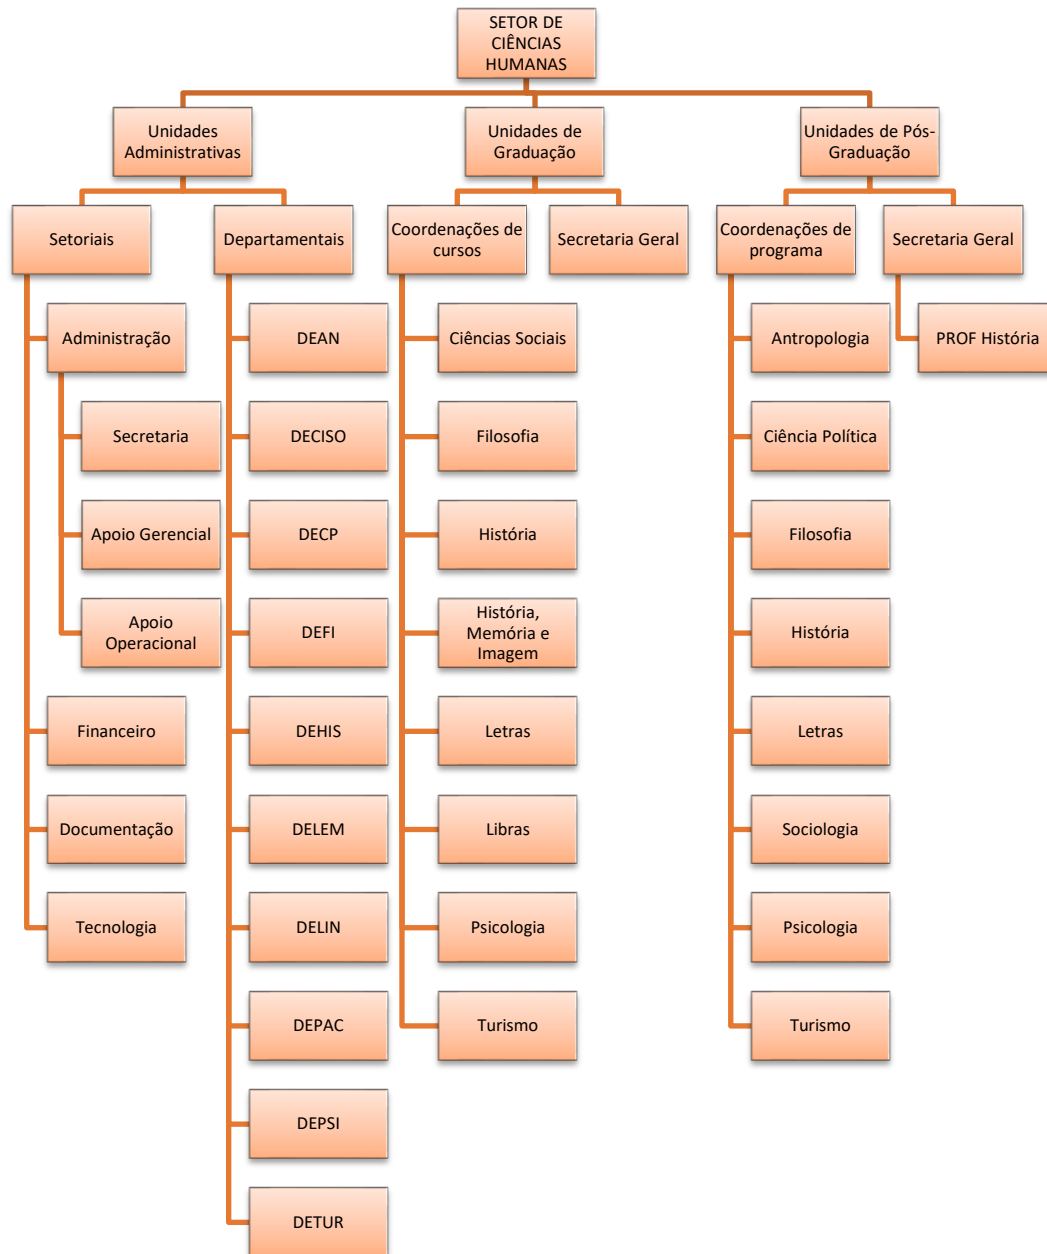 SETOR DE
CIÊNCIAS
HUMANAS
Unidades
Administrativas
Unidades de
Graduação
Unidades de Pós-
Graduação
Setoriais
Departamentais
Coordenações de
cursos
Secretaria Geral
Coordenações de
programa
Secretaria Geral
Administração
DEAN
Ciências Sociais
Antropologia
PROF História
Secretaria
DECISO
Filosofia
Ciência Política
Apoio Gerencial
DECP
História
Filosofia
Apoio
Operacional
DEFI
História,
Memória e
Imagem
História
Financeiro
DEHIS
Letras
Letras
Documentação
DELEM
Libras
Sociologia
Tecnologia
DELIN
Psicologia
Psicologia
DEPAC
Turismo
Turismo
DEPSI
DETUR